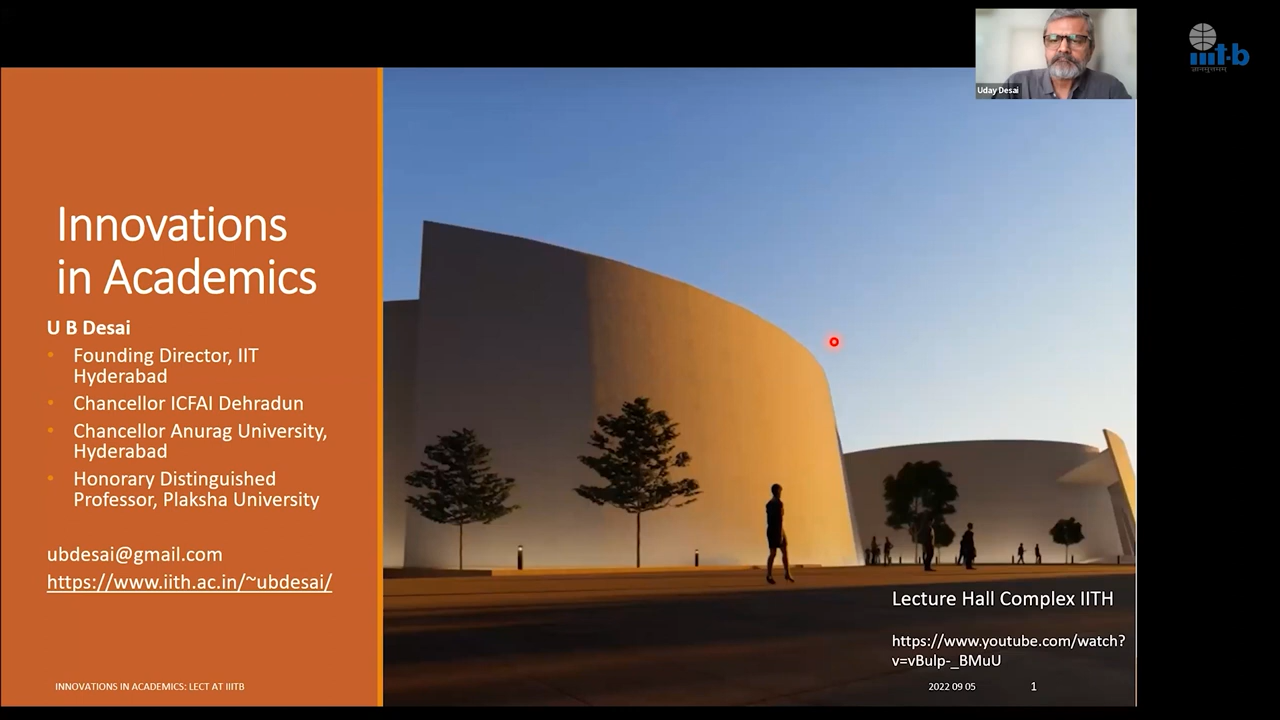 Uday Desai
iiit-b
ज्ञानमुत्तमम्
Innovations
in Academics
U B Desai
• Founding Director, IIT
Hyderabad
• Chancellor ICFAI Dehradun
• Chancellor Anurag University,
Hyderabad
• Honorary Distinguished
Professor, Plaksha University
ubdesai@gmail.com
https://www.iith.ac.in/~ubdesai/
Lecture Hall Complex IITH
https://www.youtube.com/watch?
v=vBulp-_BMuU
INNOVATIONS IN ACADEMICS: LECT AT IIITB
2022 09 05
1